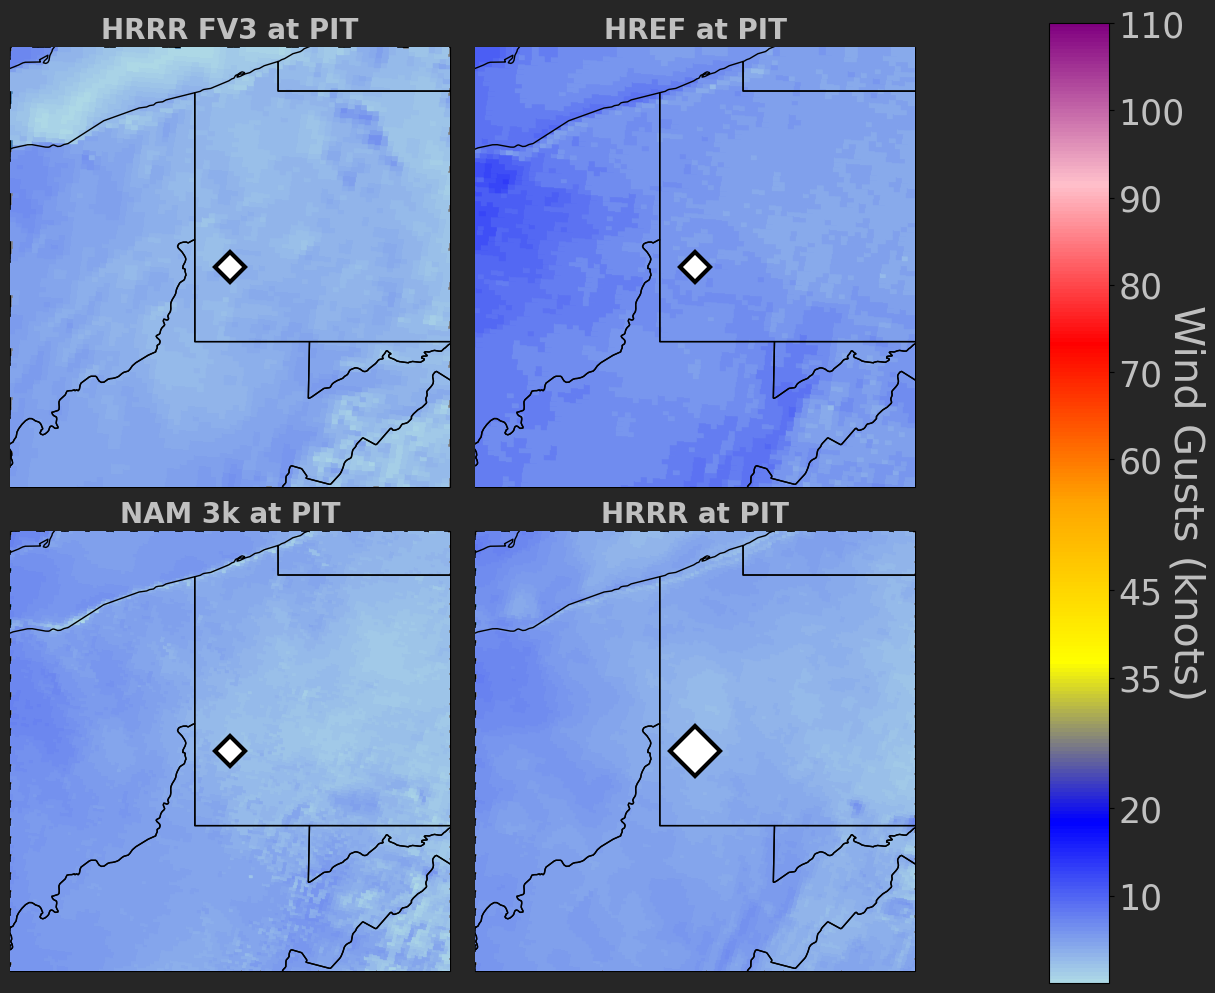 HRRR FV3 at PIT
HREF at PIT
NAM 3k at PIT
HRRR at PIT
110
100
90
80
70
60
45
35
20
10
Wind Gusts (knots)